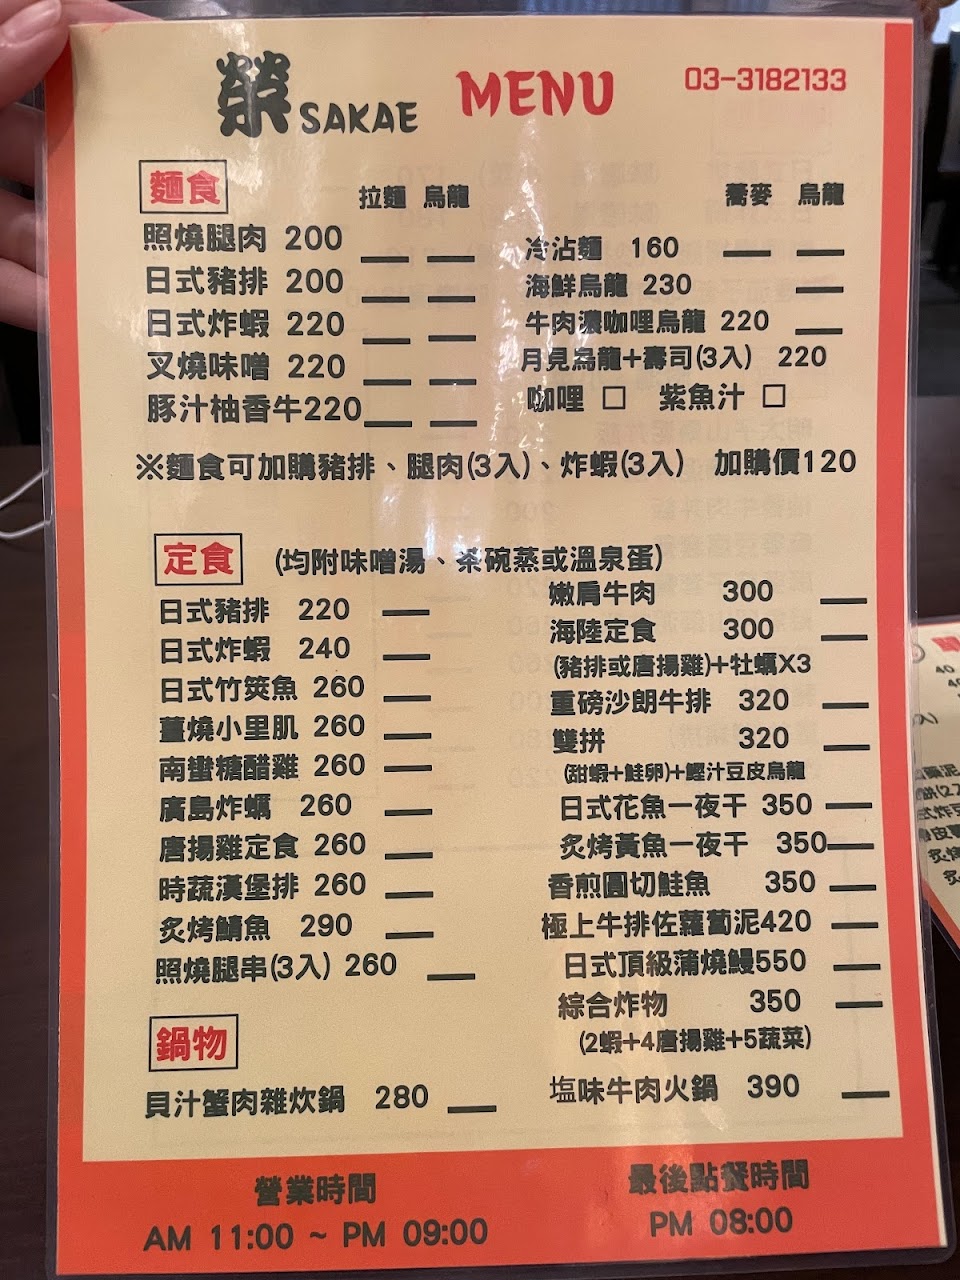 榮 SAKAE MENU 03-3182133
麵食
拉麵 烏龍
照燒腿肉 200
日式豬排 200
日式炸蝦 220
叉燒味噌 220
豚汁柚香牛220
蕎麥 烏龍
冷沾麵 160
海鮮烏龍 230
牛肉濃咖哩烏龍 220
月見烏龍+壽司(3入) 220
咖哩 □ 紫魚汁 □
※麵食可加購豬排、腿肉(3入)、炸蝦(3入) 加購價120
定食 (均附味噌湯、茶碗蒸或溫泉蛋)
日式豬排 220
日式炸蝦 240
日式竹筴魚 260
薑燒小里肌 260
南蠻糖醋雞 260
廣島炸蠣 260
唐揚雞定食 260
時蔬漢堡排 260
炙烤鯖魚 290
照燒腿串(3入) 260
嫩肩牛肉 300
海陸定食 300
(豬排或唐揚雞)+牡蠣X3
重磅沙朗牛排 320
雙拼 320
(甜蝦+鮭卵)+鰹汁豆皮烏龍
日式花魚一夜干 350
炙烤黃魚一夜干 350
香煎圓切鮭魚 350
極上牛排佐蘿蔔泥420
日式頂級蒲燒鰻550
綜合炸物 350
(2蝦+4唐揚雞+5蔬菜)
鍋物
貝汁蟹肉雜炊鍋 280
塩味牛肉火鍋 390
營業時間
AM 11:00 ~ PM 09:00
最後點餐時間
PM 08:00